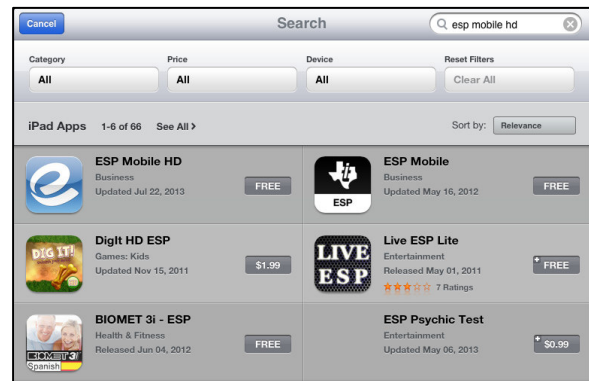 Cancel
Search
esp mobile hd
Category
Price
Device
Reset Filters
All
All
All
Clear All
iPad Apps 1-6 of 66 See All >
Sort by: Relevance
ESP Mobile HD
Business
Updated Jul 22, 2013
FREE
ESP
ESP Mobile
Business
Updated May 16, 2012
FREE
DIG IT!
DigIt HD ESP
Games: Kids
Updated Nov 15, 2011
$1.99
LIVE
ESP
Live ESP Lite
Entertainment
Released May 01, 2011
7 Ratings
+ FREE
BIOMET 3i
Spanish
BIOMET 3i - ESP
Health & Fitness
Released Jun 04, 2012
FREE
ESP Psychic Test
Entertainment
Updated May 06, 2013
+ $0.99